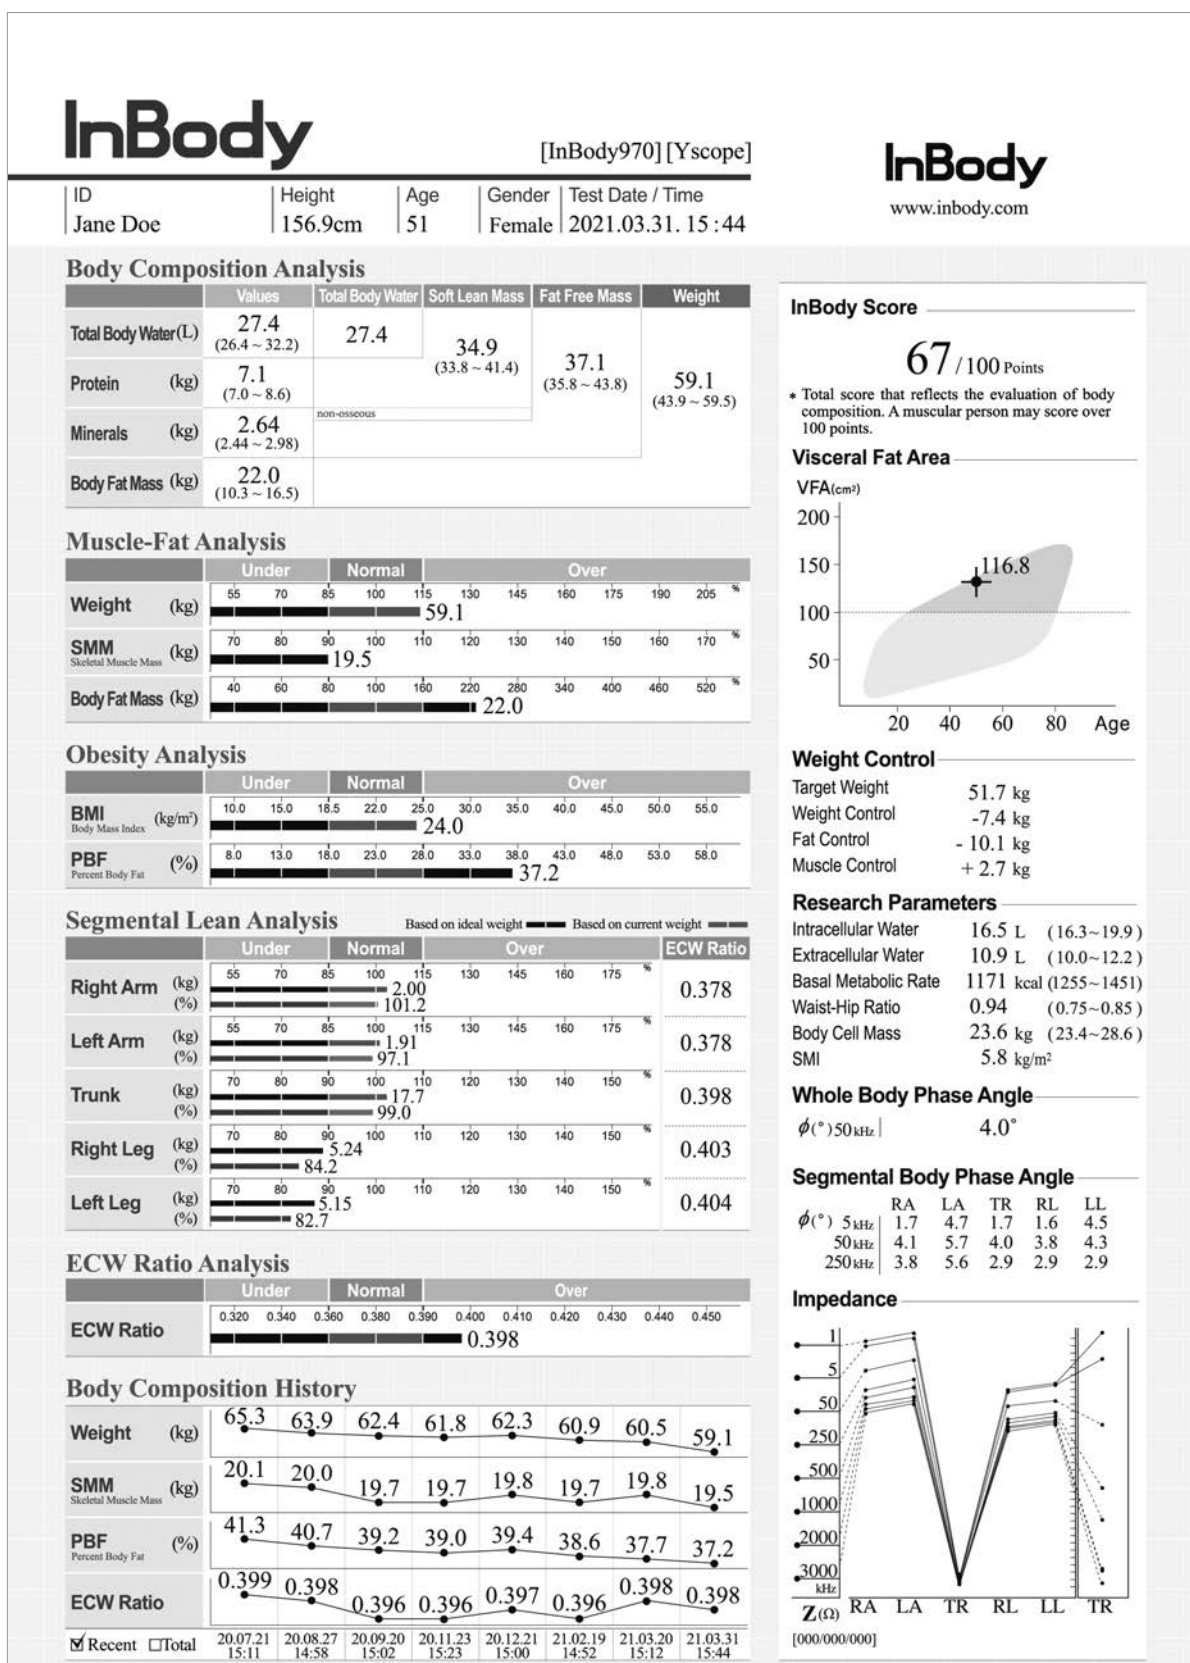 InBody
[InBody970] [Yscope]
InBody
www.inbody.com
ID Height Age Gender Test Date / Time
Jane Doe 156.9cm 51 Female 2021.03.31. 15 : 44
Body Composition Analysis
Values Total Body Water Soft Lean Mass Fat Free Mass Weight
Total Body Water (L) 27.4 (26.4 ~ 32.2) 27.4 34.9 (33.8 ~ 41.4) 37.1 (35.8 ~ 43.8) 59.1 (43.9 ~ 59.5)
Protein (kg) 7.1 (7.0 ~ 8.6)
non-osseous
Minerals (kg) 2.64 (2.44 ~ 2.98)
Body Fat Mass (kg) 22.0 (10.3 ~ 16.5)
Muscle-Fat Analysis
Under Normal Over
55 70 85 100 115 130 145 160 175 190 205 %
Weight (kg) 59.1
70 80 90 100 110 120 130 140 150 160 170 %
SMM (kg) 19.5
Skeletal Muscle Mass
40 60 80 100 160 220 280 340 400 460 520 %
Body Fat Mass (kg) 22.0
Obesity Analysis
Under Normal Over
10.0 15.0 18.5 22.0 25.0 30.0 35.0 40.0 45.0 50.0 55.0
BMI (kg/m²) 24.0
Body Mass Index
8.0 13.0 18.0 23.0 28.0 33.0 38.0 43.0 48.0 53.0 58.0
PBF (%) 37.2
Percent Body Fat
Segmental Lean Analysis Based on ideal weight Based on current weight
Under Normal Over ECW Ratio
55 70 85 100 115 130 145 160 175 %
Right Arm (kg) 2.00 0.378
(%) 101.2
55 70 85 100 115 130 145 160 175 %
Left Arm (kg) 1.91 0.378
(%) 97.1
70 80 90 100 110 120 130 140 150 %
Trunk (kg) 17.7 0.398
(%) 99.0
70 80 90 100 110 120 130 140 150 %
Right Leg (kg) 5.24 0.403
(%) 84.2
70 80 90 100 110 120 130 140 150 %
Left Leg (kg) 5.15 0.404
(%) 82.7
ECW Ratio Analysis
Under Normal Over
0.320 0.340 0.360 0.380 0.390 0.400 0.410 0.420 0.430 0.440 0.450
ECW Ratio 0.398
Body Composition History
Weight (kg) 65.3 63.9 62.4 61.8 62.3 60.9 60.5 59.1
SMM (kg) 20.1 20.0 19.7 19.7 19.8 19.7 19.8 19.5
Skeletal Muscle Mass
PBF (%) 41.3 40.7 39.2 39.0 39.4 38.6 37.7 37.2
Percent Body Fat
ECW Ratio 0.399 0.398 0.396 0.396 0.397 0.396 0.398 0.398
Recent Total 20.07.21 20.08.27 20.09.20 20.11.23 20.12.21 21.02.19 21.03.20 21.03.31
15:11 14:58 15:02 15:23 15:00 14:52 15:12 15:44
InBody Score
67/100 Points
* Total score that reflects the evaluation of body
composition. A muscular person may score over
100 points.
Visceral Fat Area
VFA(cm²)
200
150
116.8
100
50
20 40 60 80 Age
Weight Control
Target Weight 51.7 kg
Weight Control -7.4 kg
Fat Control - 10.1 kg
Muscle Control + 2.7 kg
Research Parameters
Intracellular Water 16.5 L (16.3~19.9)
Extracellular Water 10.9 L (10.0~12.2)
Basal Metabolic Rate 1171 kcal (1255~1451)
Waist-Hip Ratio 0.94 (0.75~0.85)
Body Cell Mass 23.6 kg (23.4~28.6)
SMI 5.8 kg/m²
Whole Body Phase Angle
ϕ(°)50kHz 4.0°
Segmental Body Phase Angle
RA LA TR RL LL
ϕ(°) 5kHz 1.7 4.7 1.7 1.6 4.5
50kHz 4.1 5.7 4.0 3.8 4.3
250kHz 3.8 5.6 2.9 2.9 2.9
Impedance
1
5
50
250
500
1000
2000
3000
kHz
Z(Ω) RA LA TR RL LL TR
[000/000/000]